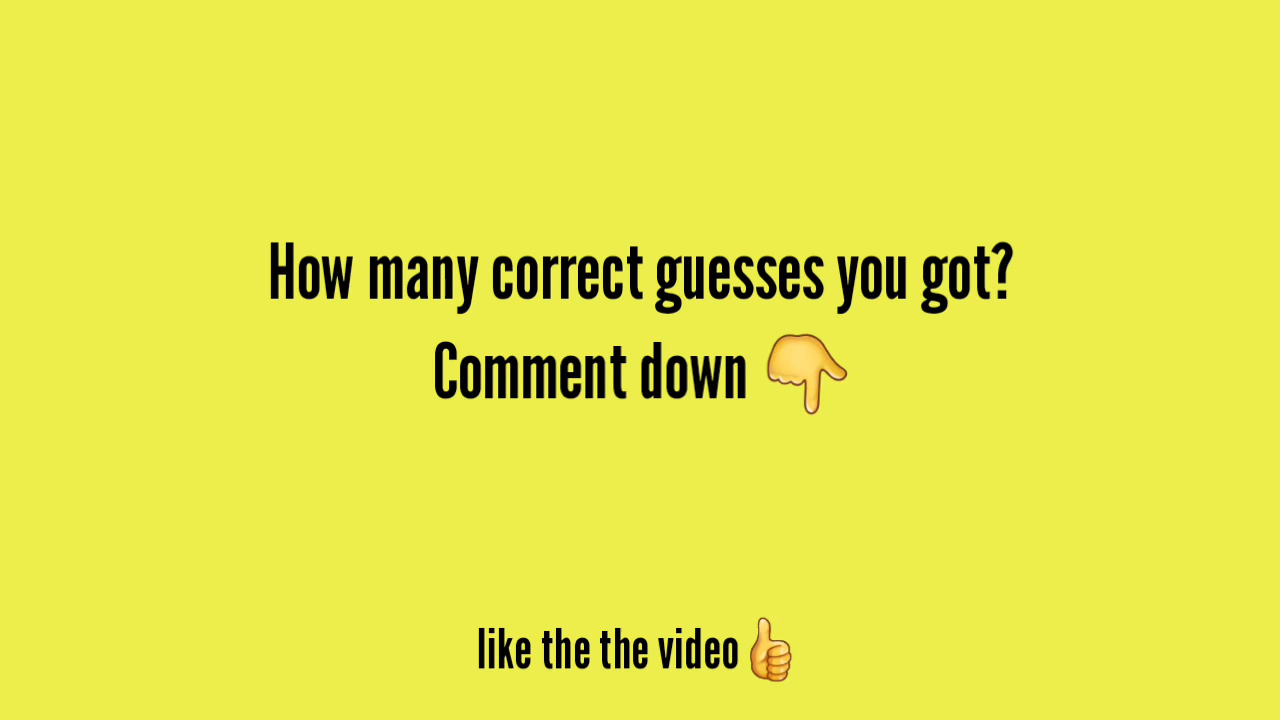 How many correct guesses you got?
Comment down 👇
like the the video 👍